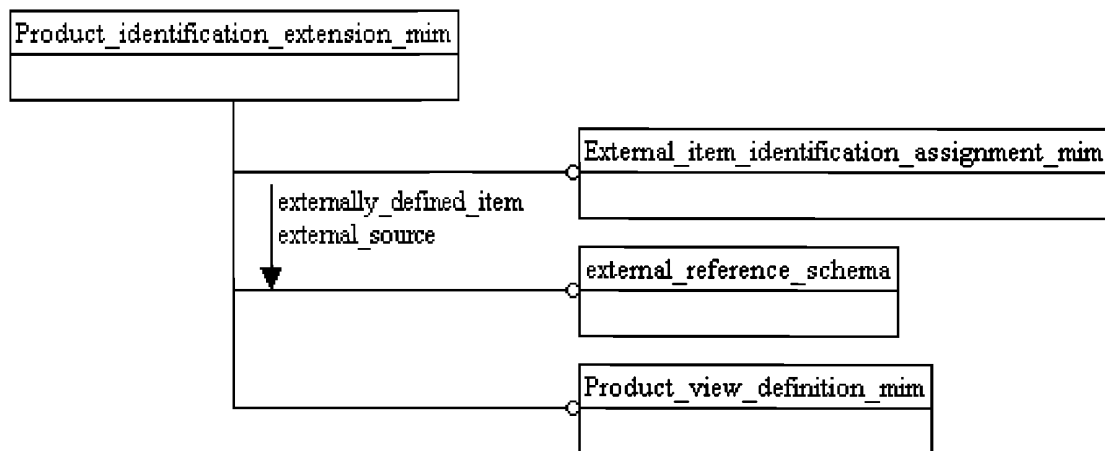 Product_identification_extension_mim
External_item_identification_assignment_mim
externally_defined_item
external_source
external_reference_schema
Product_view_definition_mim